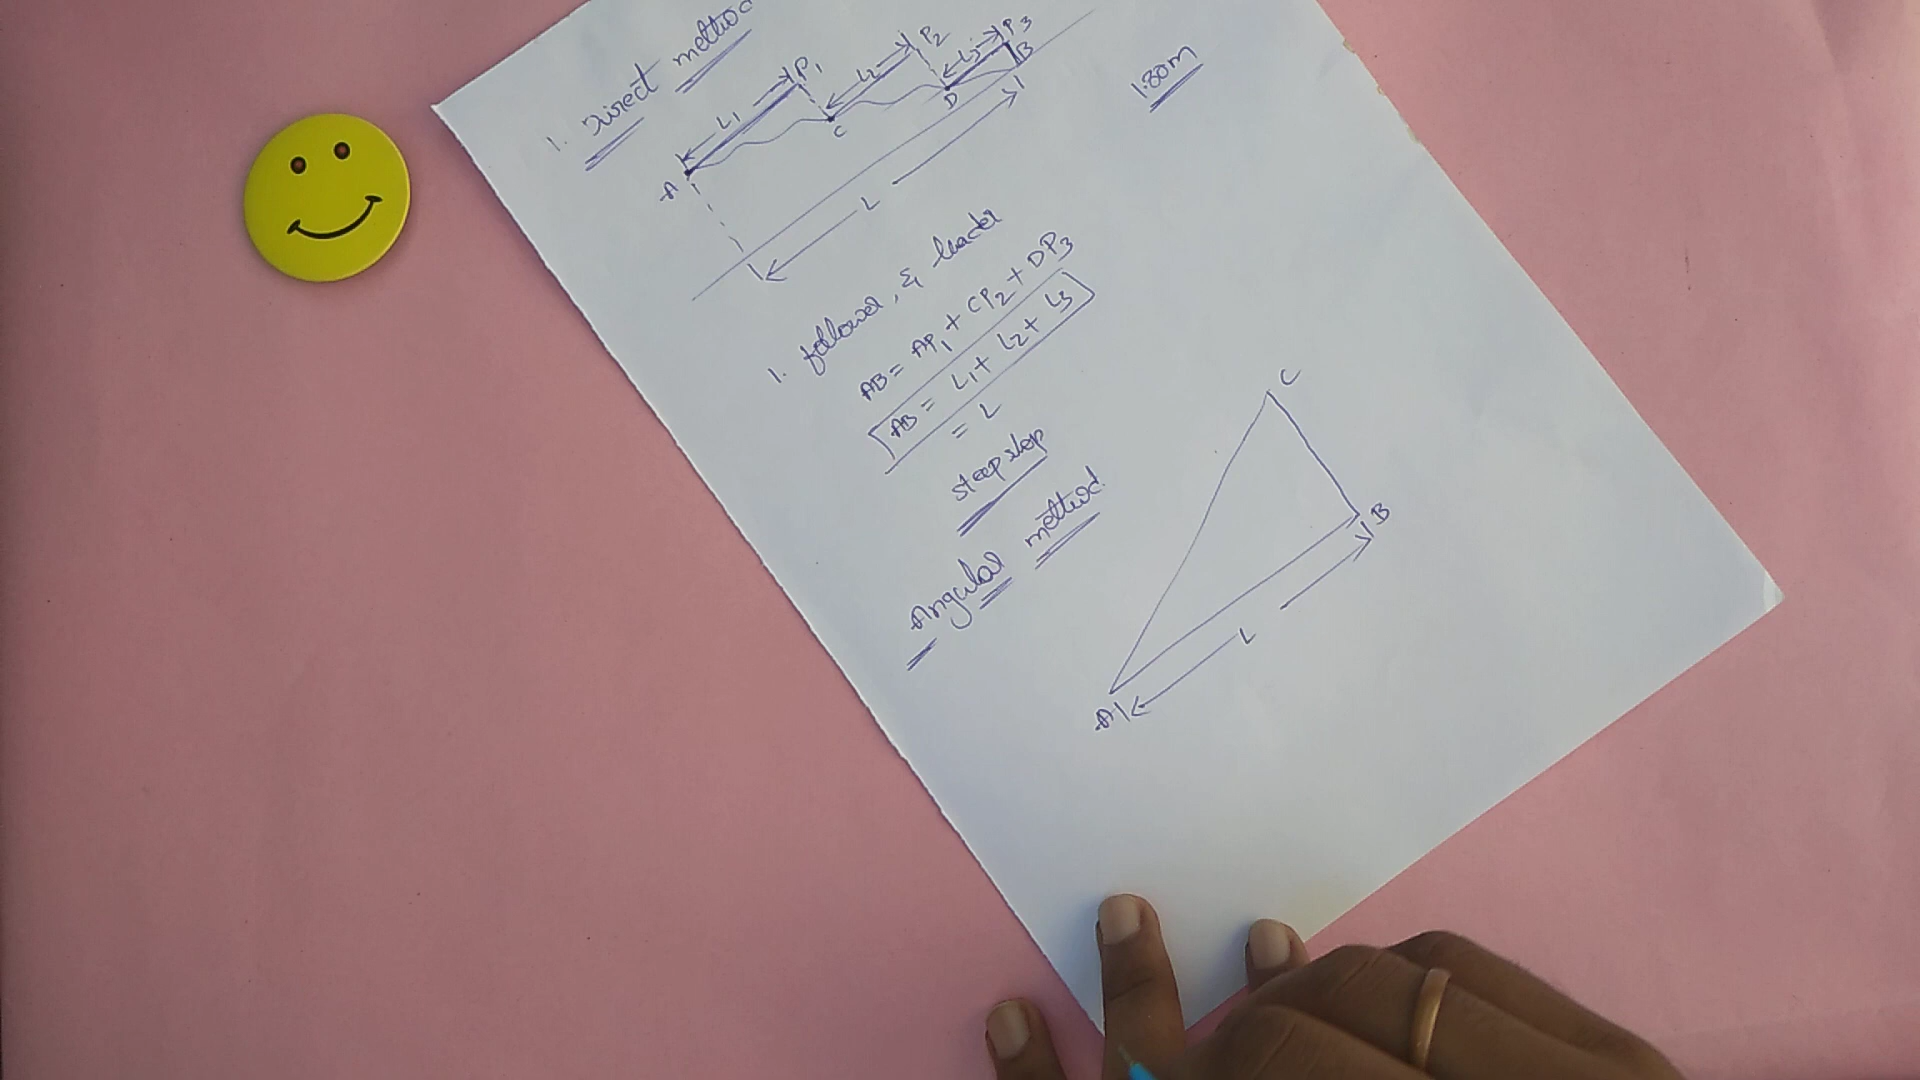 1. Direct method
L1 P1 L2 P2 L3 P3
A C D B
L
1.80m
1. follower, & leader
AB = AP1 + CP2 + DP3
AB = L1 + L2 + L3
= L
steep slop
Angular method.
C
B
L
A